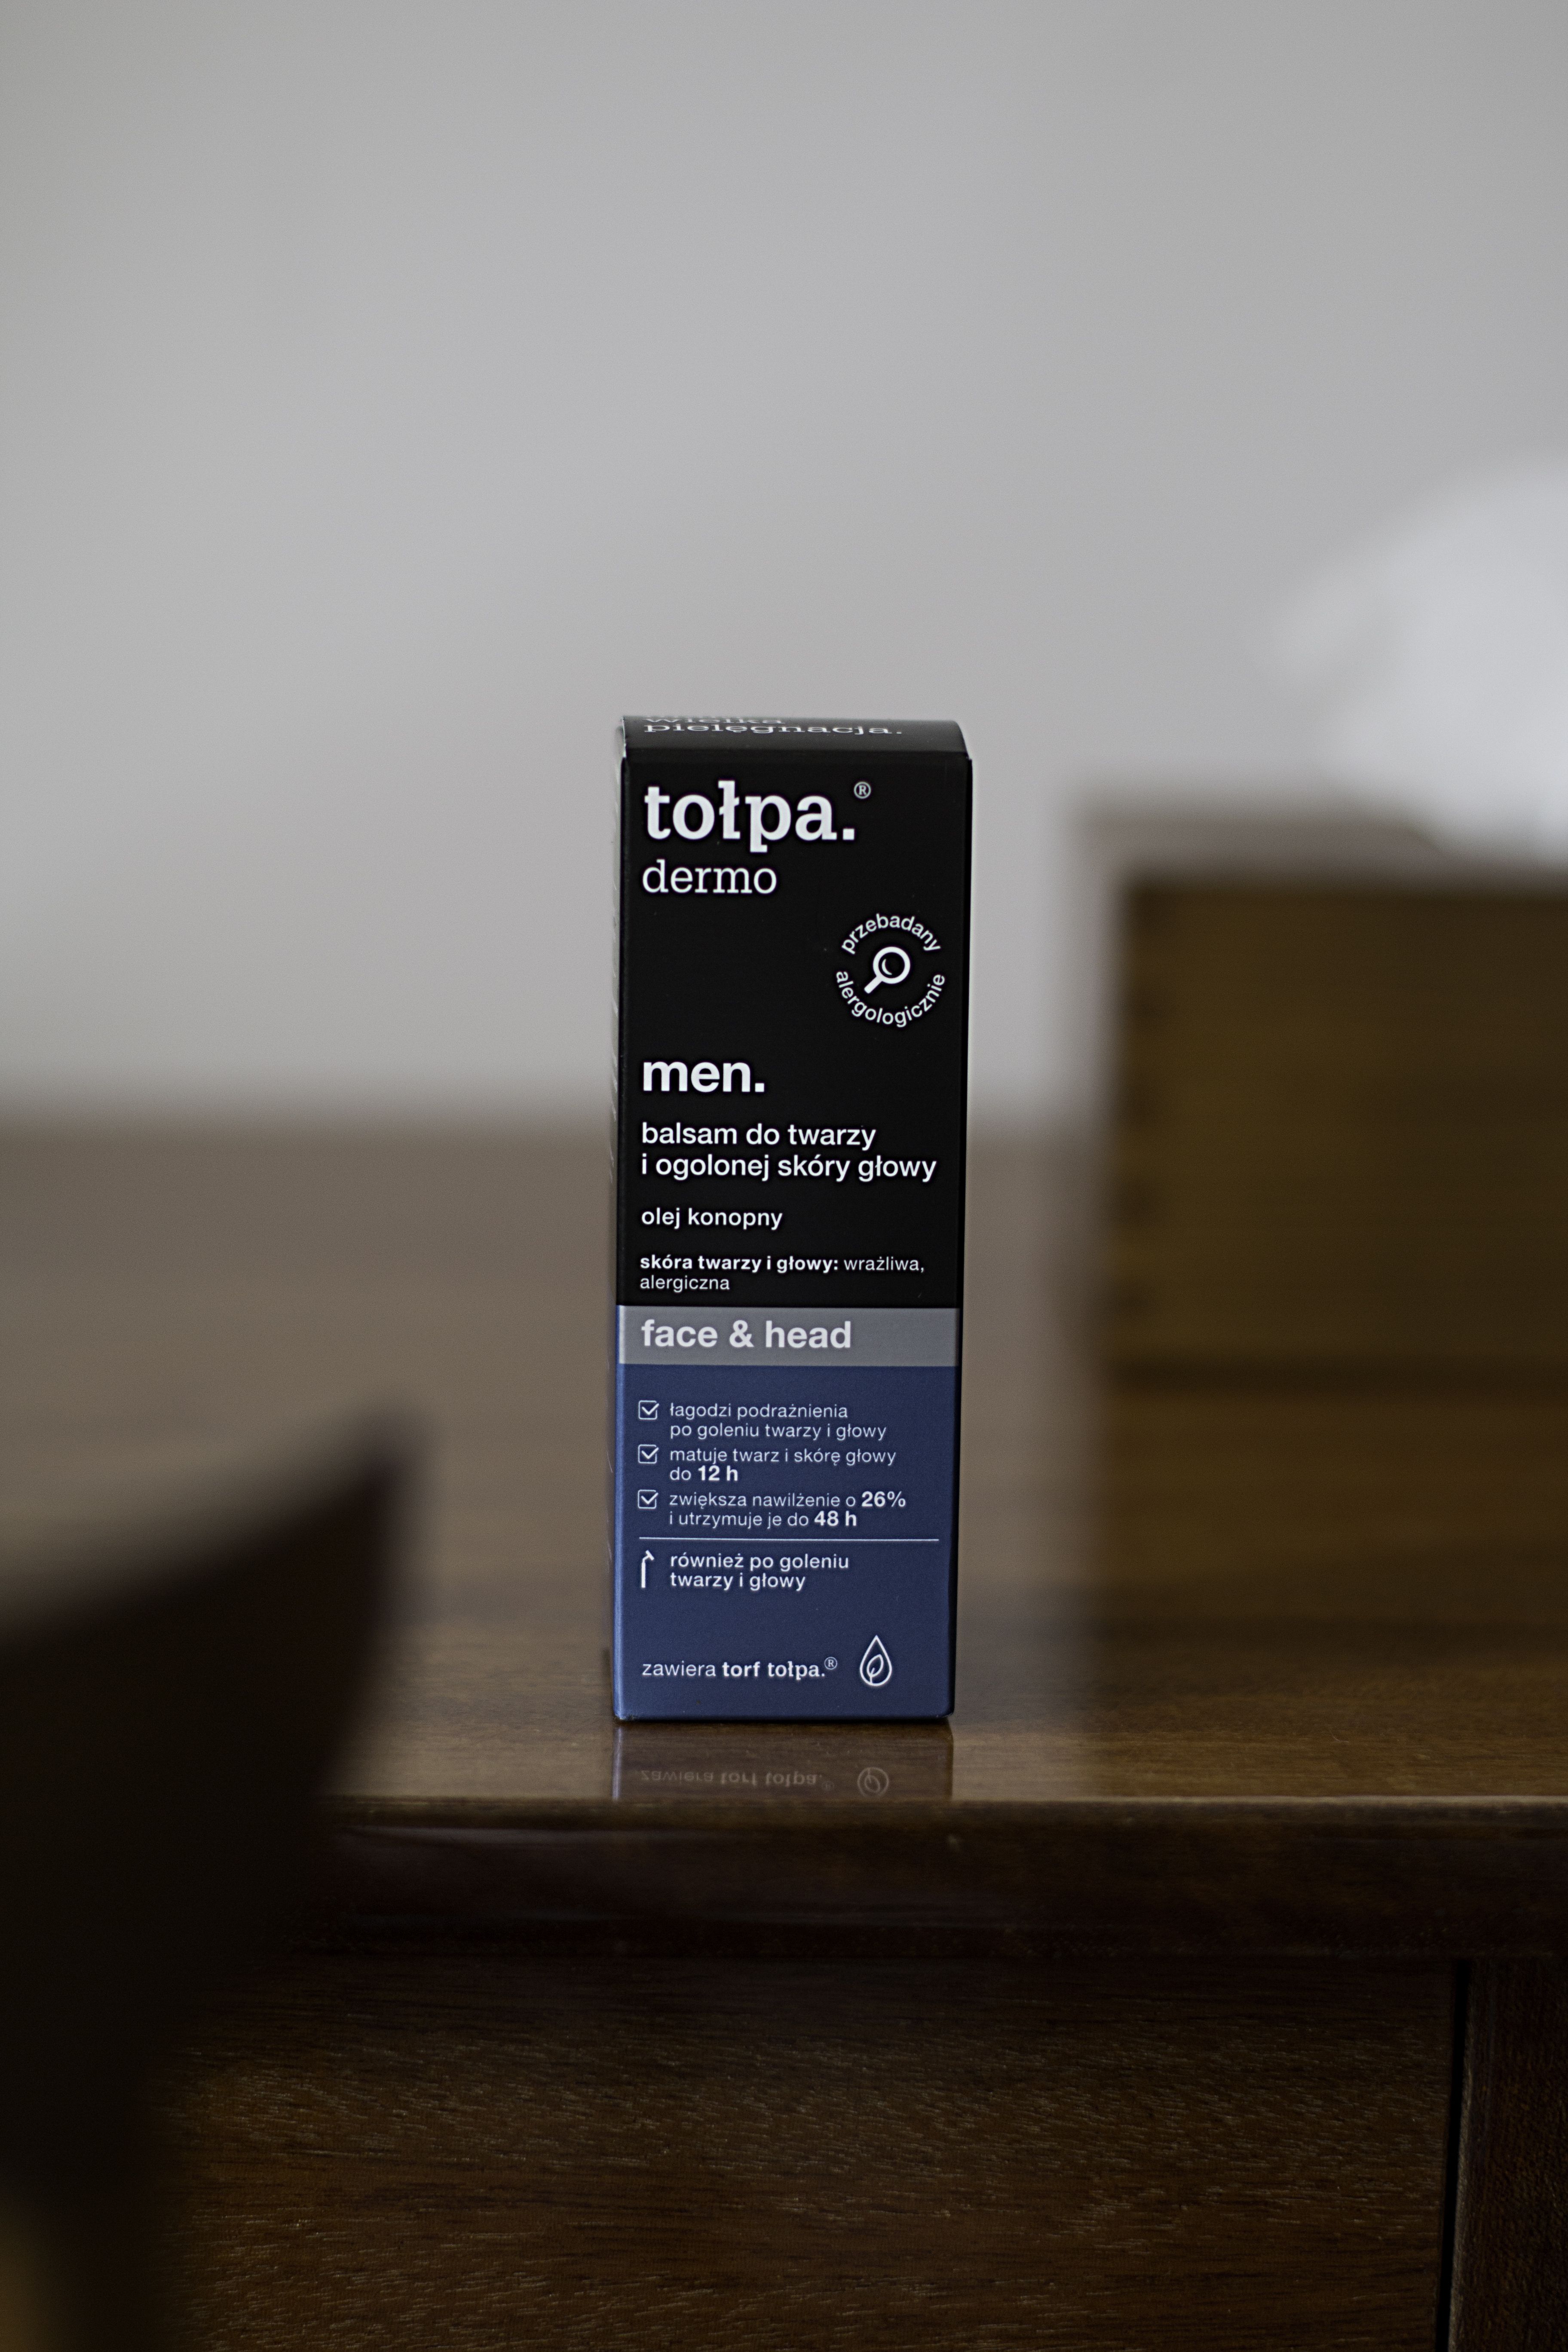 wielka
pielęgnacja.
tołpa.®
dermo
przebadany
alergologicznie
men.
balsam do twarzy
i ogolonej skóry głowy
olej konopny
skóra twarzy i głowy: wrażliwa,
alergiczna
face & head
łagodzi podrażnienia
po goleniu twarzy i głowy
matuje twarz i skórę głowy
do 12 h
zwiększa nawilżenie o 26%
i utrzymuje je do 48 h
również po goleniu
twarzy i głowy
zawiera torf tołpa.®